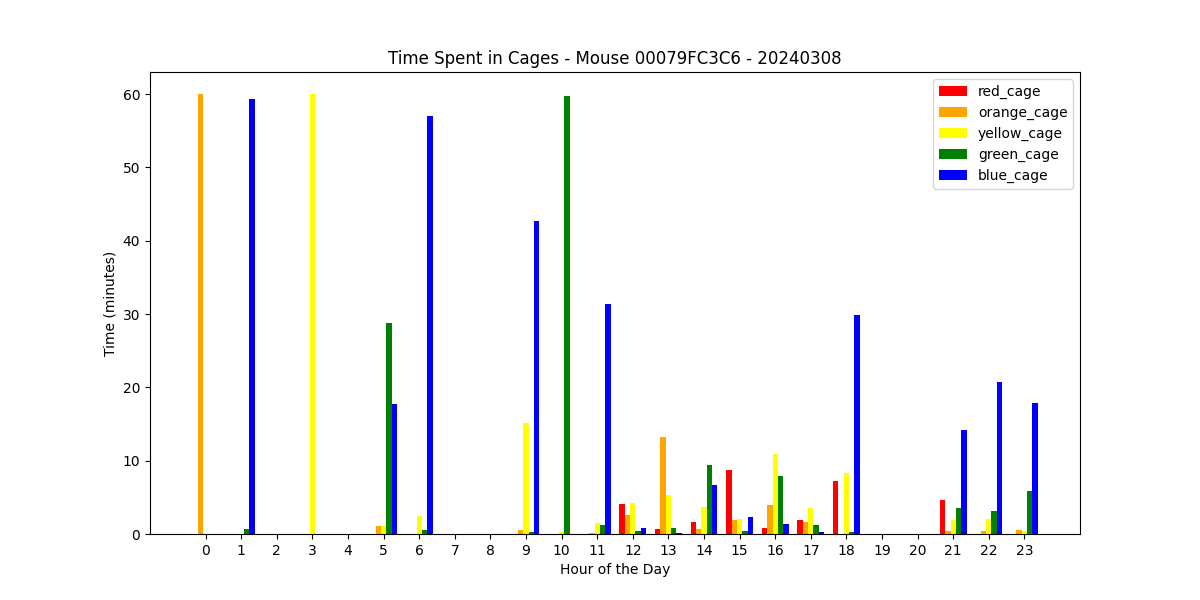 Time Spent in Cages - Mouse 00079FC3C6 - 20240308
red_cage
orange_cage
yellow_cage
green_cage
blue_cage
Time (minutes)
60
50
40
30
20
10
0
0 1 2 3 4 5 6 7 8 9 10 11 12 13 14 15 16 17 18 19 20 21 22 23
Hour of the Day